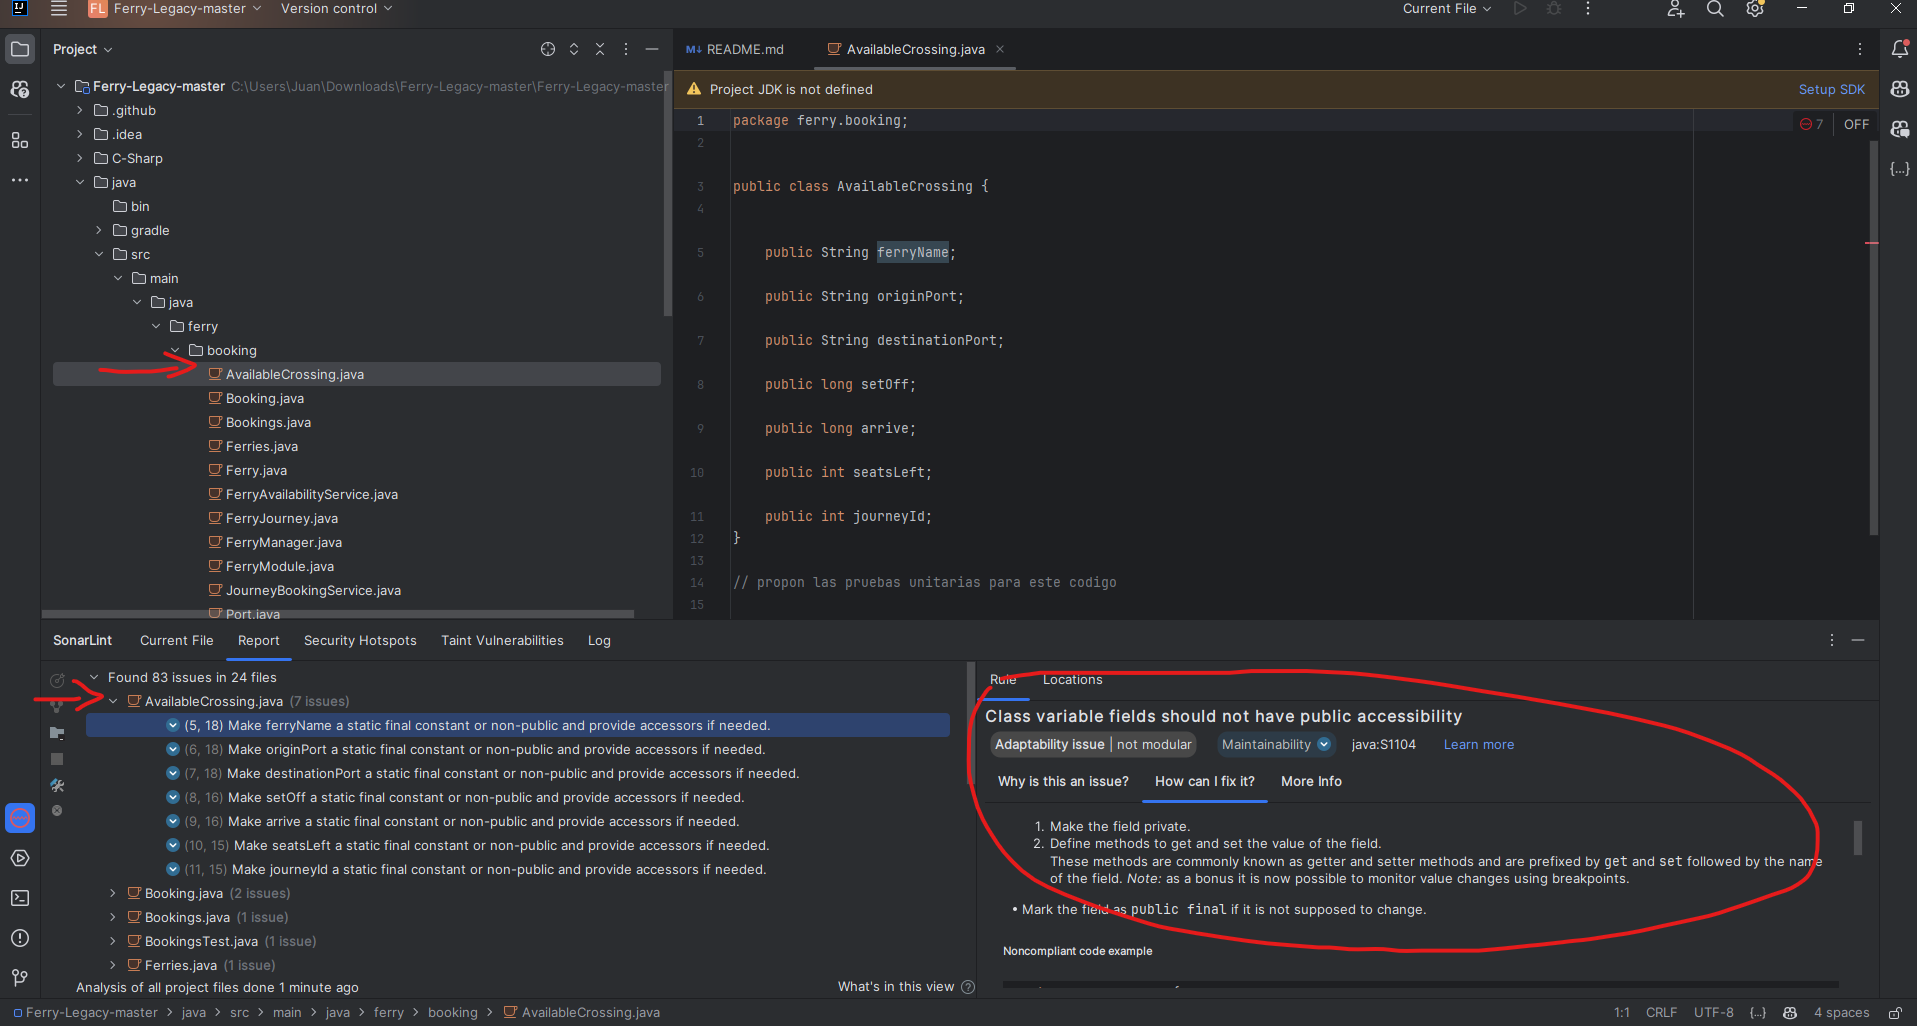 IJ
FL Ferry-Legacy-master Version control Current File
Project
README.md AvailableCrossing.java
Ferry-Legacy-master C:\Users\Juan\Downloads\Ferry-Legacy-master\Ferry-Legacy-master
.github
.idea
C-Sharp
java
bin
gradle
src
main
java
ferry
booking
AvailableCrossing.java
Booking.java
Bookings.java
Ferries.java
Ferry.java
FerryAvailabilityService.java
FerryJourney.java
FerryManager.java
FerryModule.java
JourneyBookingService.java
Port.java
Project JDK is not defined Setup SDK
7 OFF
1 package ferry.booking;
2
3 public class AvailableCrossing {
4
5 public String ferryName;
6 public String originPort;
7 public String destinationPort;
8 public long setOff;
9 public long arrive;
10 public int seatsLeft;
11 public int journeyId;
12 }
13
14 // propon las pruebas unitarias para este codigo
15
SonarLint Current File Report Security Hotspots Taint Vulnerabilities Log
Found 83 issues in 24 files
AvailableCrossing.java (7 issues)
(5, 18) Make ferryName a static final constant or non-public and provide accessors if needed.
(6, 18) Make originPort a static final constant or non-public and provide accessors if needed.
(7, 18) Make destinationPort a static final constant or non-public and provide accessors if needed.
(8, 16) Make setOff a static final constant or non-public and provide accessors if needed.
(9, 16) Make arrive a static final constant or non-public and provide accessors if needed.
(10, 15) Make seatsLeft a static final constant or non-public and provide accessors if needed.
(11, 15) Make journeyId a static final constant or non-public and provide accessors if needed.
Booking.java (2 issues)
Bookings.java (1 issue)
BookingsTest.java (1 issue)
Ferries.java (1 issue)
Analysis of all project files done 1 minute ago What's in this view
Rule Locations
Class variable fields should not have public accessibility
Adaptability issue | not modular Maintainability java:S1104 Learn more
Why is this an issue? How can I fix it? More Info
1. Make the field private.
2. Define methods to get and set the value of the field.
These methods are commonly known as getter and setter methods and are prefixed by get and set followed by the name
of the field. Note: as a bonus it is now possible to monitor value changes using breakpoints.
• Mark the field as public final if it is not supposed to change.
Noncompliant code example
Ferry-Legacy-master > java > src > main > java > ferry > booking > AvailableCrossing.java 1:1 CRLF UTF-8 {..} 4 spaces